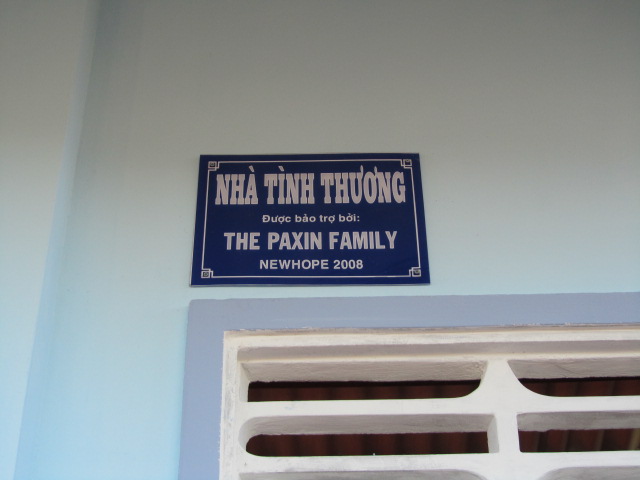 NHÀ TÌNH THƯƠNG
Được bảo trợ bởi:
THE PAXIN FAMILY
NEWHOPE 2008